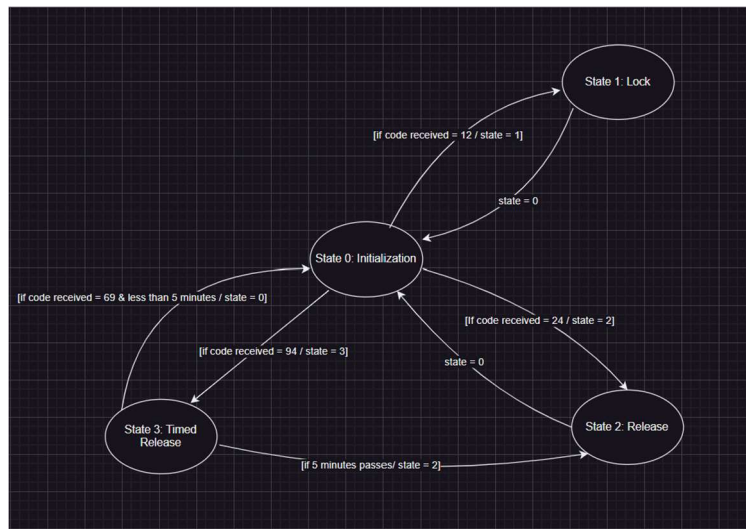 State 1: Lock
[if code received = 12 / state = 1]
state = 0
State 0: Initialization
[if code received = 69 & less than 5 minutes / state = 0]
[If code received = 24 / state = 2]
[if code received = 94 / state = 3]
state = 0
State 3: Timed
Release
State 2: Release
[if 5 minutes passes/ state = 2]